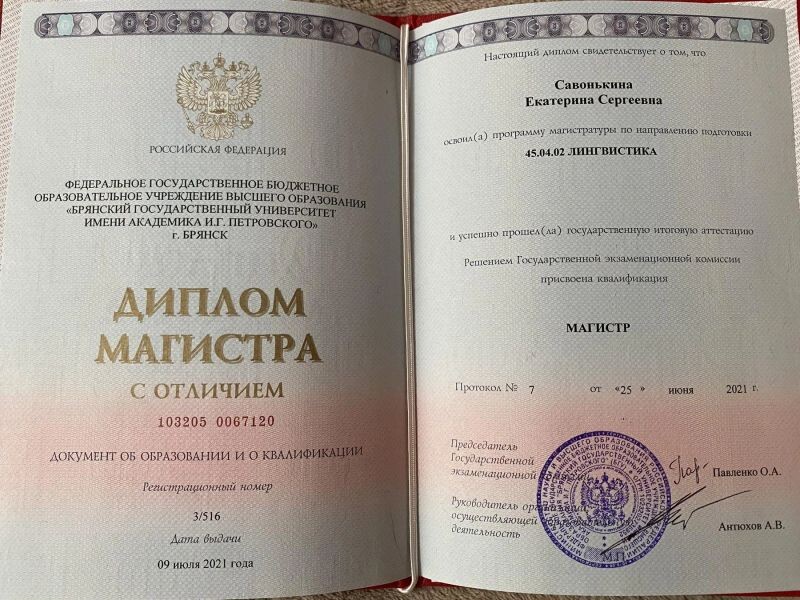 РОССИЙСКАЯ ФЕДЕРАЦИЯ
ФЕДЕРАЛЬНОЕ ГОСУДАРСТВЕННОЕ БЮДЖЕТНОЕ
ОБРАЗОВАТЕЛЬНОЕ УЧРЕЖДЕНИЕ ВЫСШЕГО ОБРАЗОВАНИЯ
«БРЯНСКИЙ ГОСУДАРСТВЕННЫЙ УНИВЕРСИТЕТ
ИМЕНИ АКАДЕМИКА И.Г. ПЕТРОВСКОГО»
г. БРЯНСК
ДИПЛОМ
МАГИСТРА
С ОТЛИЧИЕМ
103205 0067120
ДОКУМЕНТ ОБ ОБРАЗОВАНИИ И О КВАЛИФИКАЦИИ
Регистрационный номер
3/516
Дата выдачи
09 июля 2021 года
Настоящий диплом свидетельствует о том, что
Савонькина
Екатерина Сергеевна
освоил(а) программу магистратуры по направлению подготовки
45.04.02 ЛИНГВИСТИКА
и успешно прошел(ла) государственную итоговую аттестацию
Решением Государственной экзаменационной комиссии
присвоена квалификация
МАГИСТР
Протокол № 7 от «25 » июня 2021 г.
Председатель
Государственной
экзаменационной
Павленко О.А.
Руководитель организации,
осуществляющей
деятельность
Антюхов А.В.
М.П.